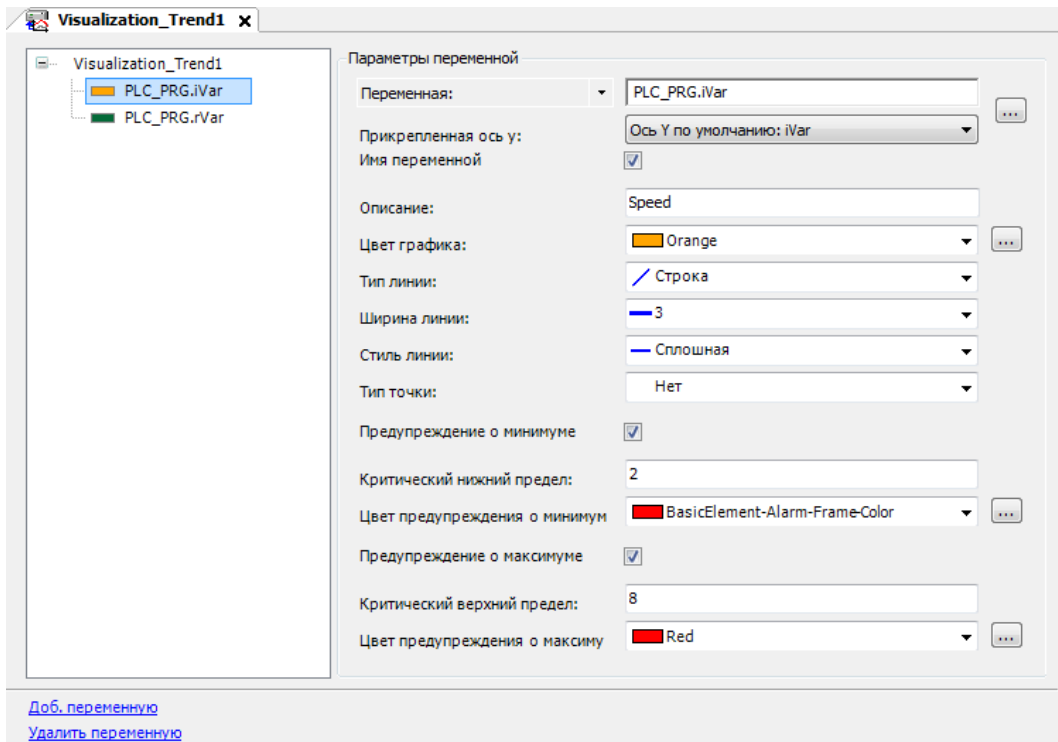 Visualization_Trend1 x
Visualization_Trend1
PLC_PRG.iVar
PLC_PRG.rVar
Параметры переменной
Переменная: PLC_PRG.iVar ...
Прикрепленная ось y: Ось Y по умолчанию: iVar
Имя переменной
Описание: Speed
Цвет графика: Orange ...
Тип линии: Строка
Ширина линии: 3
Стиль линии: Сплошная
Тип точки: Нет
Предупреждение о минимуме
Критический нижний предел: 2
Цвет предупреждения о минимум BasicElement-Alarm-Frame-Color ...
Предупреждение о максимуме
Критический верхний предел: 8
Цвет предупреждения о максиму Red ...
Доб. переменную
Удалить переменную